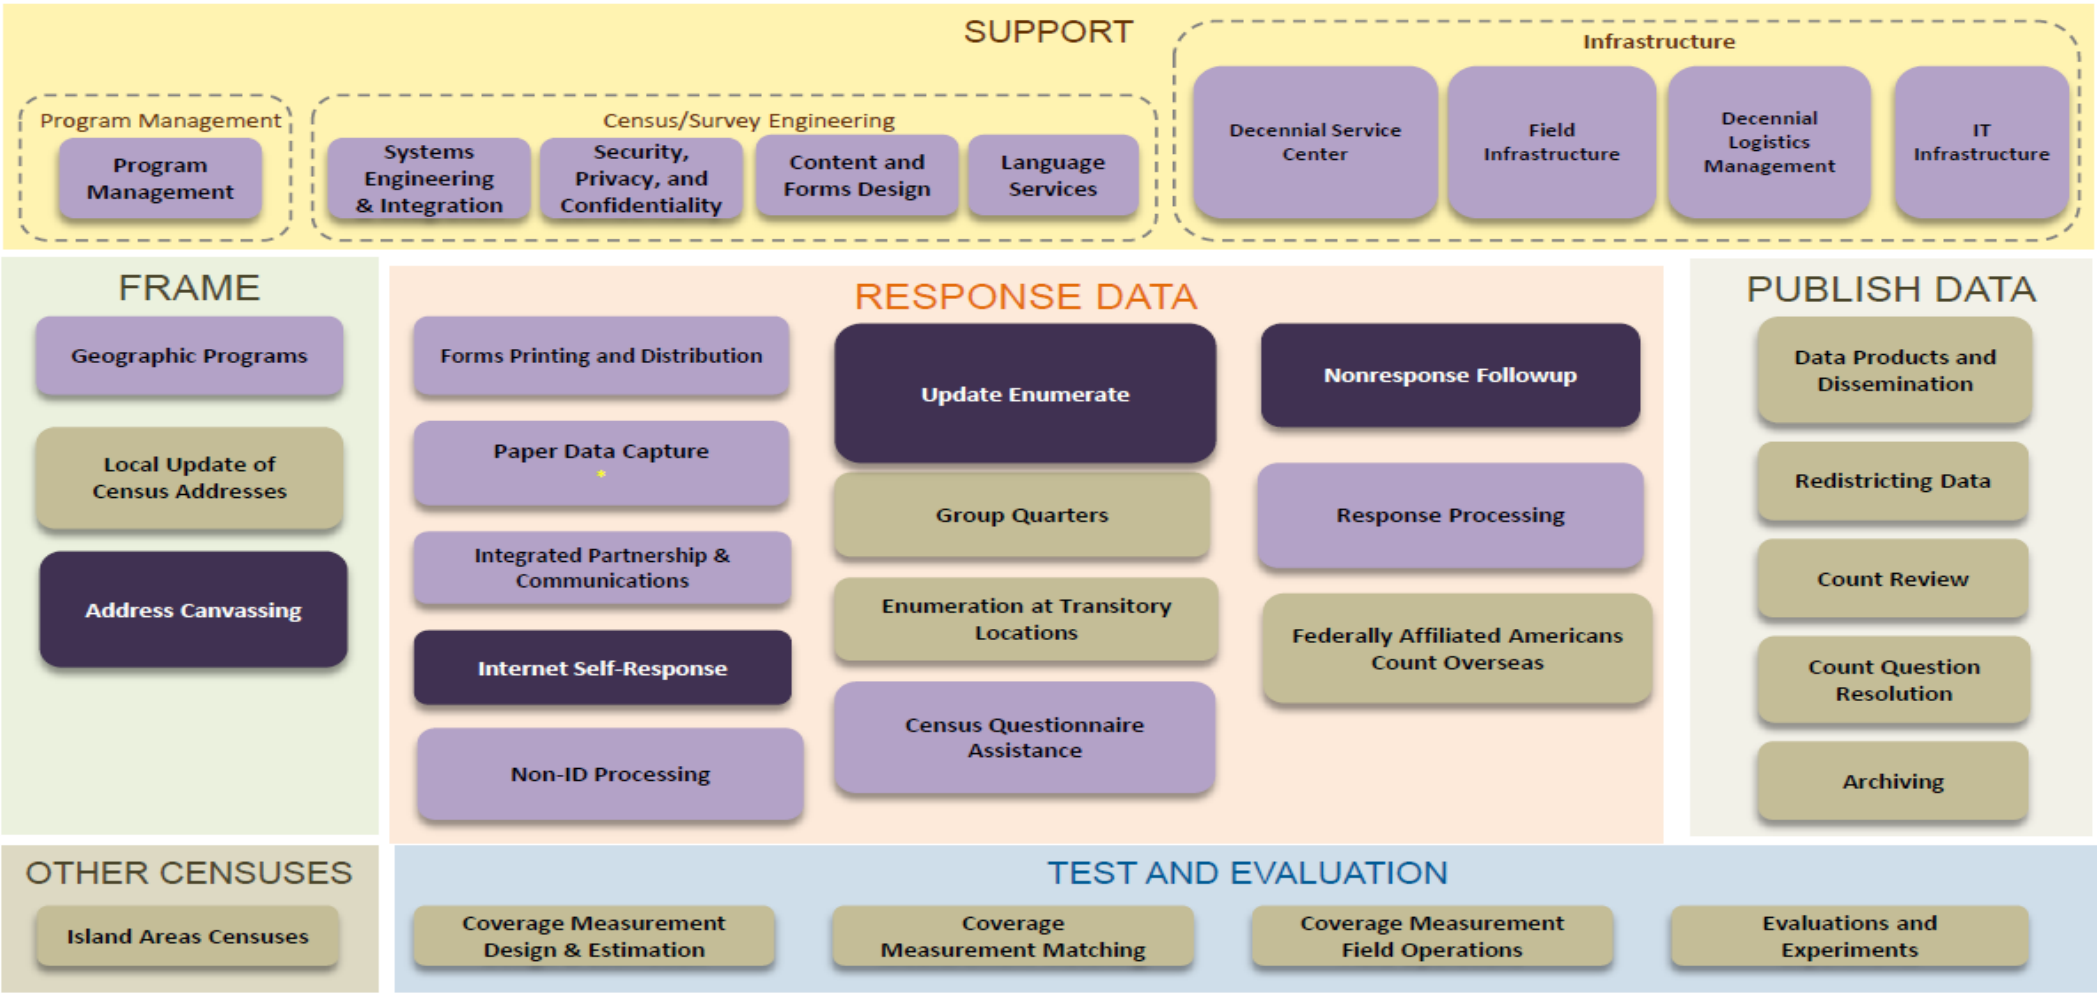 SUPPORT
Program Management
Program
Management
Census/Survey Engineering
Systems
Engineering
& Integration
Security,
Privacy, and
Confidentiality
Content and
Forms Design
Language
Services
Infrastructure
Decennial Service
Center
Field
Infrastructure
Decennial
Logistics
Management
IT
Infrastructure
FRAME
Geographic Programs
Local Update of
Census Addresses
Address Canvassing
RESPONSE DATA
Forms Printing and Distribution
Paper Data Capture
*
Integrated Partnership &
Communications
Internet Self-Response
Non-ID Processing
Update Enumerate
Group Quarters
Enumeration at Transitory
Locations
Census Questionnaire
Assistance
Nonresponse Followup
Response Processing
Federally Affiliated Americans
Count Overseas
PUBLISH DATA
Data Products and
Dissemination
Redistricting Data
Count Review
Count Question
Resolution
Archiving
OTHER CENSUSES
Island Areas Censuses
TEST AND EVALUATION
Coverage Measurement
Design & Estimation
Coverage
Measurement Matching
Coverage Measurement
Field Operations
Evaluations and
Experiments